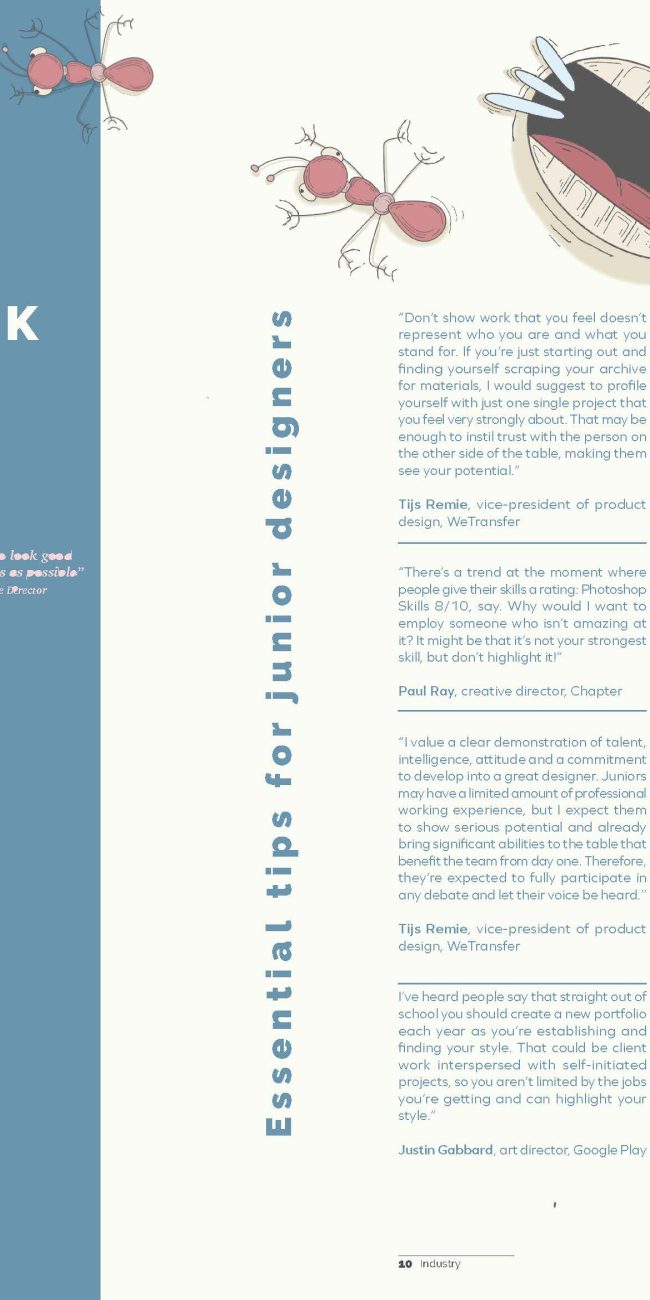 K
look good
s as possible”
Director
Essential tips for junior designers
“Don’t show work that you feel doesn’t
represent who you are and what you
stand for. If you’re just starting out and
finding yourself scraping your archive
for materials, I would suggest to profile
yourself with just one single project that
you feel very strongly about. That may be
enough to instil trust with the person on
the other side of the table, making them
see your potential.”
Tijs Remie, vice-president of product
design, WeTransfer
“There’s a trend at the moment where
people give their skills a rating: Photoshop
Skills 8/10, say. Why would I want to
employ someone who isn’t amazing at
it? It might be that it’s not your strongest
skill, but don’t highlight it!”
Paul Ray, creative director, Chapter
“I value a clear demonstration of talent,
intelligence, attitude and a commitment
to develop into a great designer. Juniors
may have a limited amount of professional
working experience, but I expect them
to show serious potential and already
bring significant abilities to the table that
benefit the team from day one. Therefore,
they’re expected to fully participate in
any debate and let their voice be heard.”
Tijs Remie, vice-president of product
design, WeTransfer
I’ve heard people say that straight out of
school you should create a new portfolio
each year as you’re establishing and
finding your style. That could be client
work interspersed with self-initiated
projects, so you aren’t limited by the jobs
you’re getting and can highlight your
style.”
Justin Gabbard, art director, Google Play
10 Industry